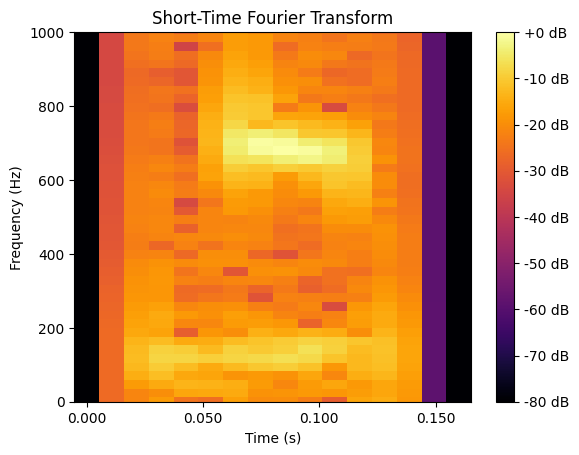 Short-Time Fourier Transform
1000
800
600
400
200
0
Frequency (Hz)
0.000
0.050
0.100
0.150
Time (s)
+0 dB
-10 dB
-20 dB
-30 dB
-40 dB
-50 dB
-60 dB
-70 dB
-80 dB